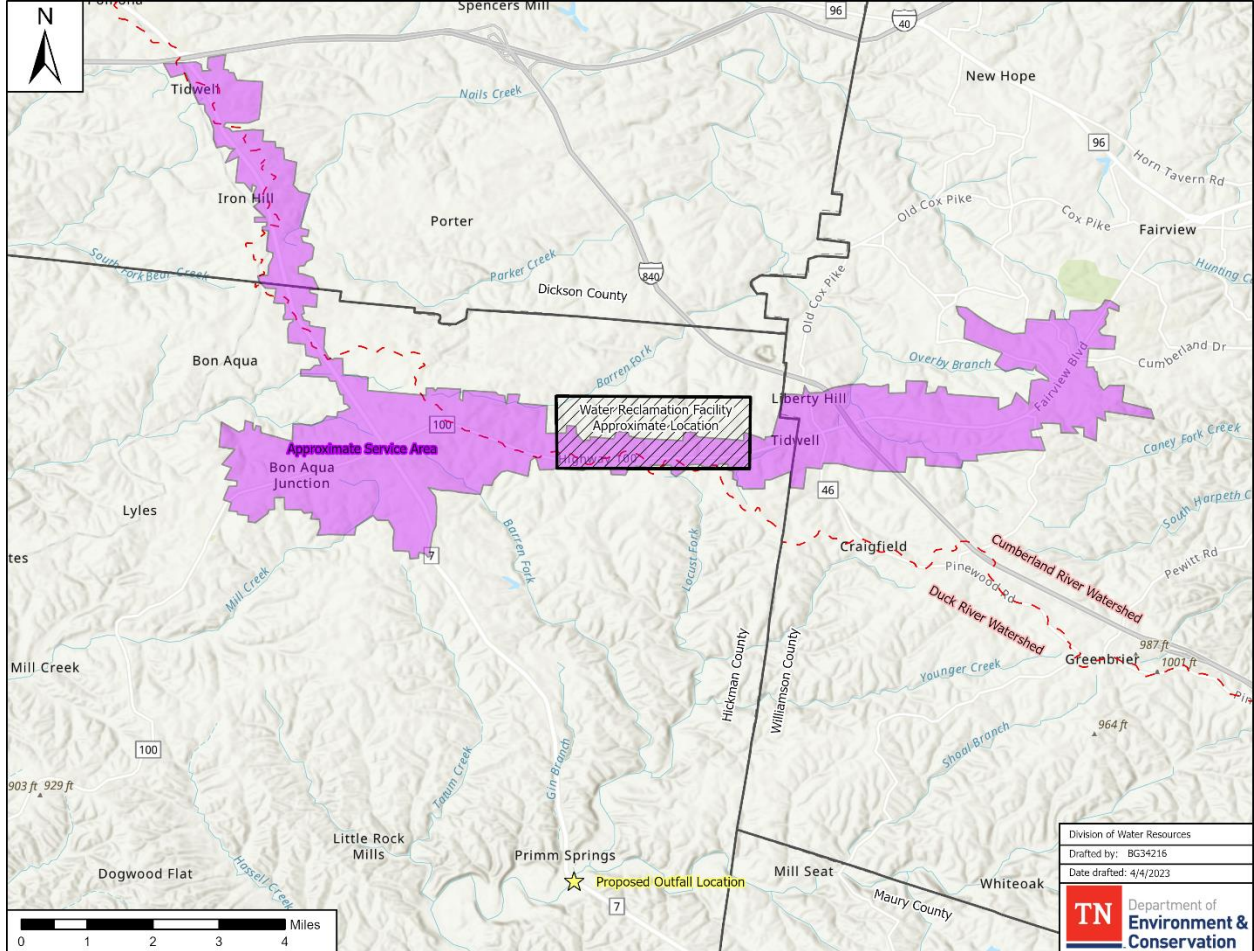 N
Spencers Mill
96
40
Tidwell
Nails Creek
New Hope
96
Horn Tavern Rd
Iron Hill
Porter
Old Cox Pike
Cox Pike
Fairview
South Fork Bear Creek
Parker Creek
840
Hunting C
Dickson County
Old Cox Pike
Bon Aqua
Barren Fork
Overby Branch
Cumberland Dr
Fairview Blvd
Liberty Hill
Water Reclamation Facility
Approximate Location
100
Tidwell
Approximate Service Area
Highway 100
Caney Fork Creek
Bon Aqua
Junction
46
Lyles
South Harpeth C
Barren Fork
Locust Fork
tes
7
Craigfield
Cumberland River Watershed
Pewitt Rd
Pinewood Rd
Mill Creek
Duck River Watershed
987 ft
Mill Creek
Hickman County
Williamson County
Greenbrier
1001 ft
Younger Creek
Pin
964 ft
100
Shoal Branch
Gin Branch
Tatum Creek
903 ft
929 ft
Little Rock
Mills
Primm Springs
Dogwood Flat
Hassell Creek
Proposed Outfall Location
Mill Seat
Whiteoak
7
Maury County
Miles
0
1
2
3
4
Division of Water Resources
Drafted by: BG34216
Date drafted: 4/4/2023
TN
Department of
Environment &
Conservation